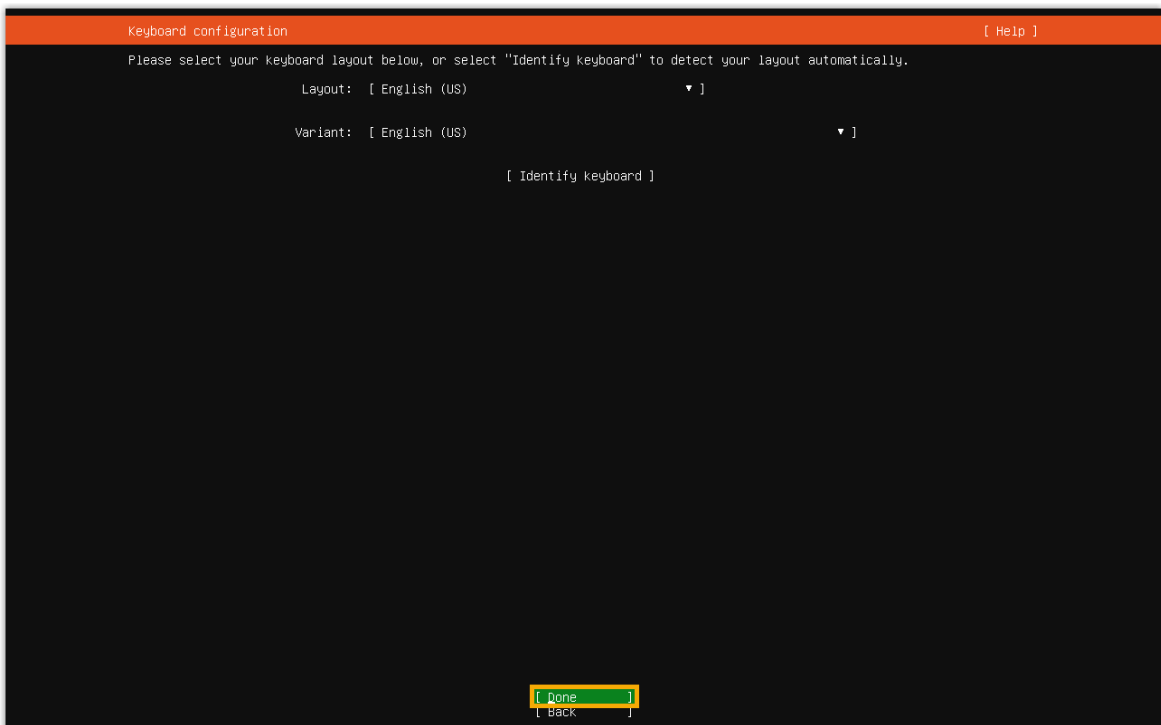 Keyboard configuration [ Help ]
Please select your keyboard layout below, or select "Identify keyboard" to detect your layout automatically.
Layout: [ English (US) ▾ ]
Variant: [ English (US) ▾ ]
[ Identify keyboard ]
[ Done ]
[ Back ]